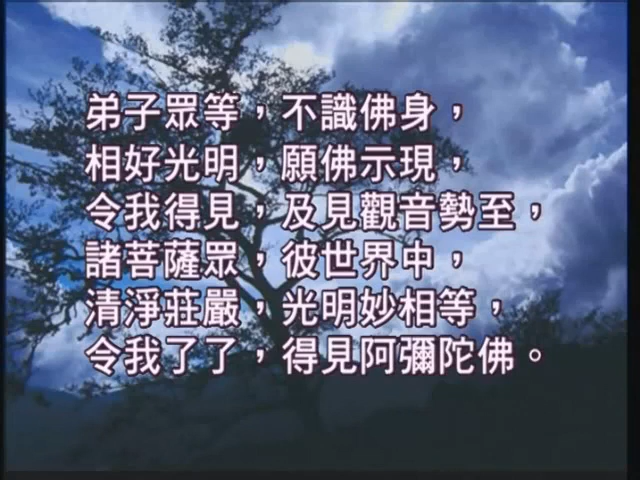 弟子眾等，不識佛身，
相好光明，願佛示現，
令我得見，及見觀音勢至，
諸菩薩眾，彼世界中，
清淨莊嚴，光明妙相等，
令我了了，得見阿彌陀佛。